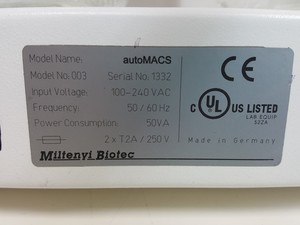 Model Name: autoMACS
Model No: 003 Serial No.: 1332
Input Voltage: 100-240 VAC
Frequency: 50 / 60 Hz
Power Consumption: 50VA
2 x T2A / 250 V
Miltenyi Biotec
CE
C UL US LISTED
LAB. EQUIP.
Made in Germany